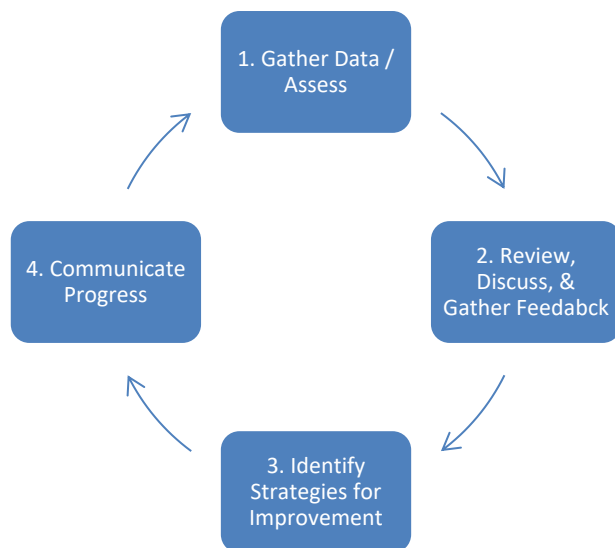 1. Gather Data /
Assess
2. Review,
Discuss, &
Gather Feedabck
3. Identify
Strategies for
Improvement
4. Communicate
Progress